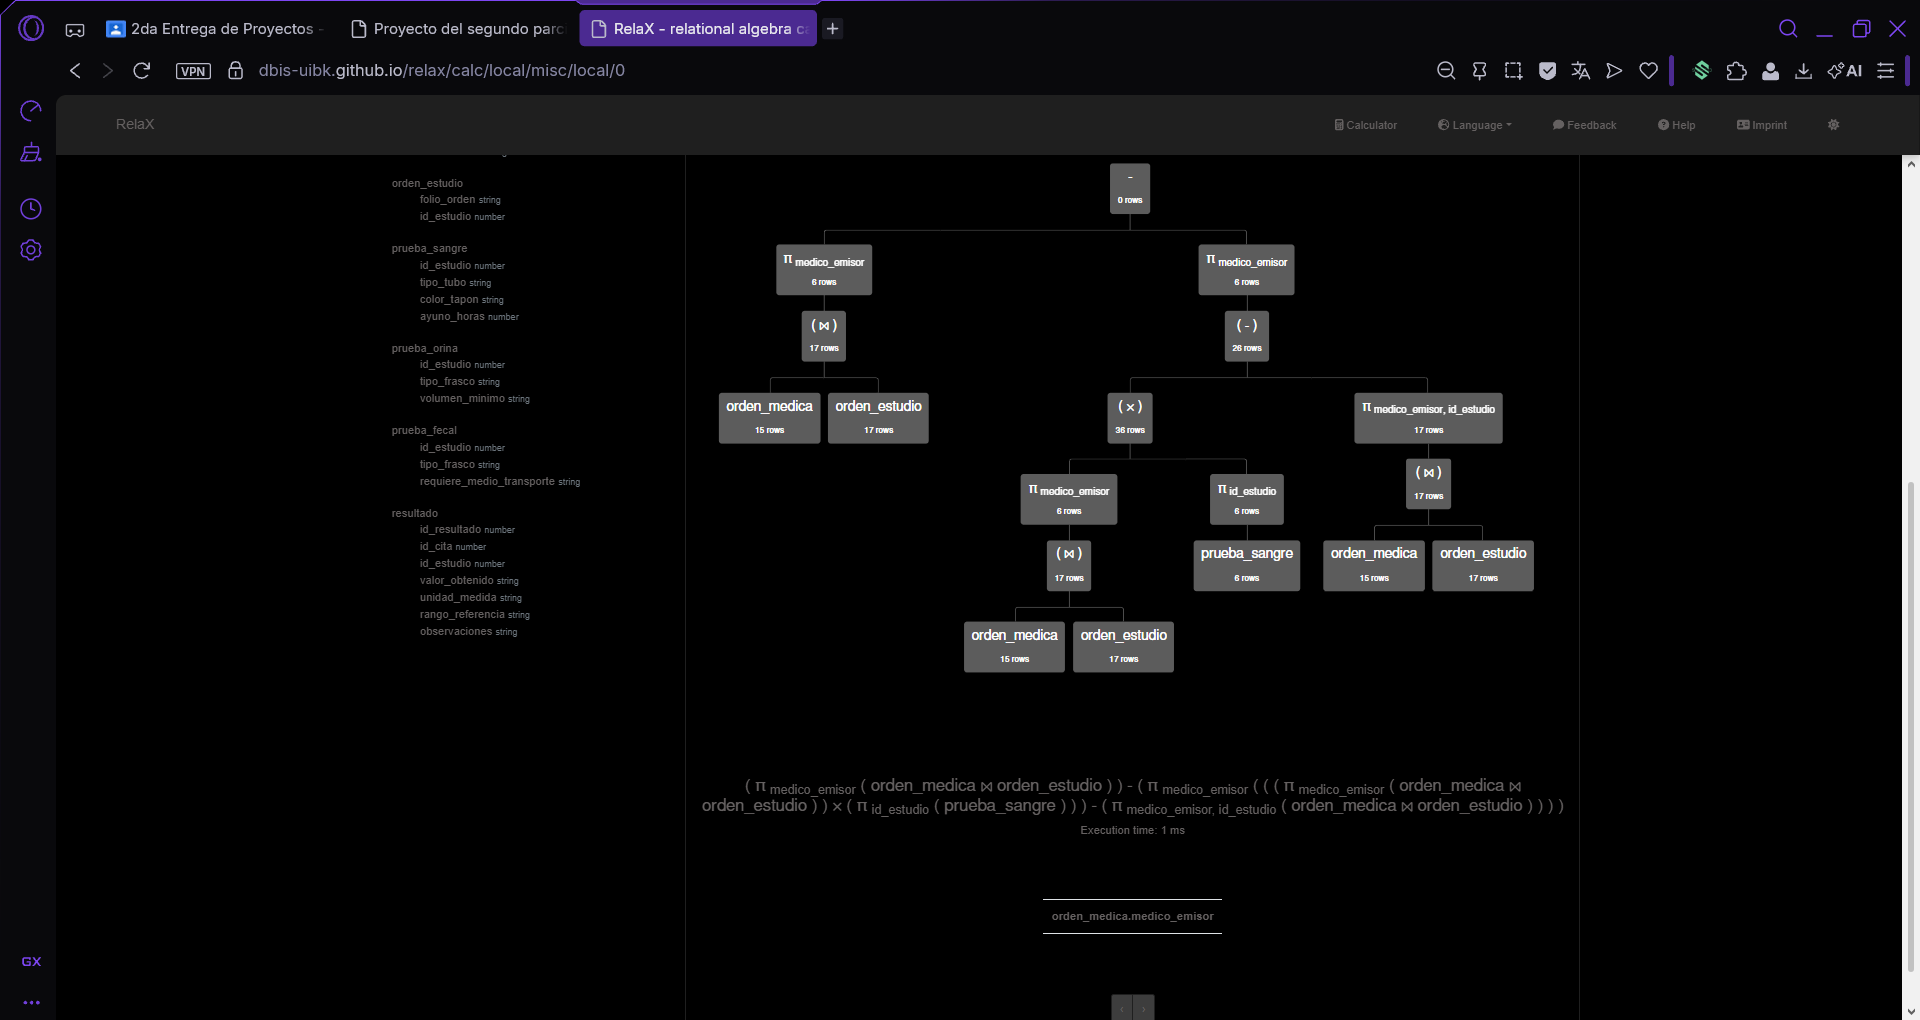 2da Entrega de Proyectos -
Proyecto del segundo parc
RelaX - relational algebra ca
VPN
dbis-uibk.github.io/relax/calc/local/misc/local/0
AI
RelaX
Calculator
Language
Feedback
Help
Imprint
orden_estudio
folio_orden string
id_estudio number
prueba_sangre
id_estudio number
tipo_tubo string
color_tapon string
ayuno_horas number
prueba_orina
id_estudio number
tipo_frasco string
volumen_minimo string
prueba_fecal
id_estudio number
tipo_frasco string
requiere_medio_transporte string
resultado
id_resultado number
id_cita number
id_estudio number
valor_obtenido string
unidad_medida string
rango_referencia string
observaciones string
-
0 rows
π medico_emisor
6 rows
π medico_emisor
6 rows
(⋈)
17 rows
(-)
26 rows
orden_medica
15 rows
orden_estudio
17 rows
(×)
36 rows
π medico_emisor, id_estudio
17 rows
π medico_emisor
6 rows
π id_estudio
6 rows
(⋈)
17 rows
(⋈)
17 rows
prueba_sangre
6 rows
orden_medica
15 rows
orden_estudio
17 rows
orden_medica
15 rows
orden_estudio
17 rows
( π medico_emisor ( orden_medica ⋈ orden_estudio ) ) - ( π medico_emisor ( ( ( π medico_emisor ( orden_medica ⋈
orden_estudio ) ) × ( π id_estudio ( prueba_sangre ) ) ) - ( π medico_emisor, id_estudio ( orden_medica ⋈ orden_estudio ) ) ) )
Execution time: 1 ms
orden_medica.medico_emisor
GX